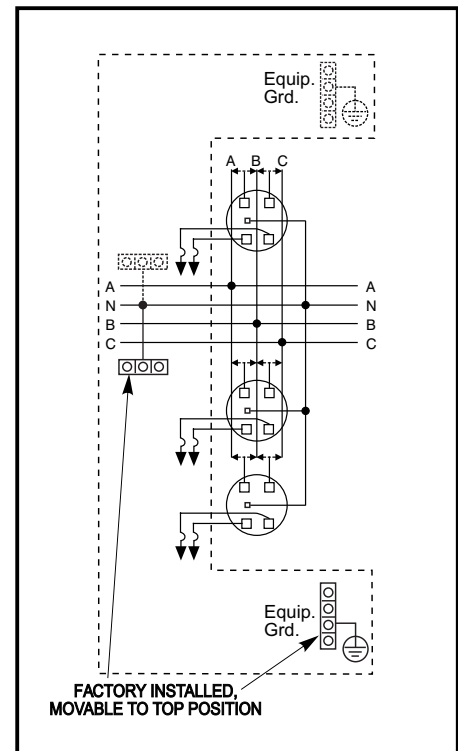 Equip.
Grd.
A B C
A A
N N
B B
C C
Equip.
Grd.
FACTORY INSTALLED,
MOVABLE TO TOP POSITION